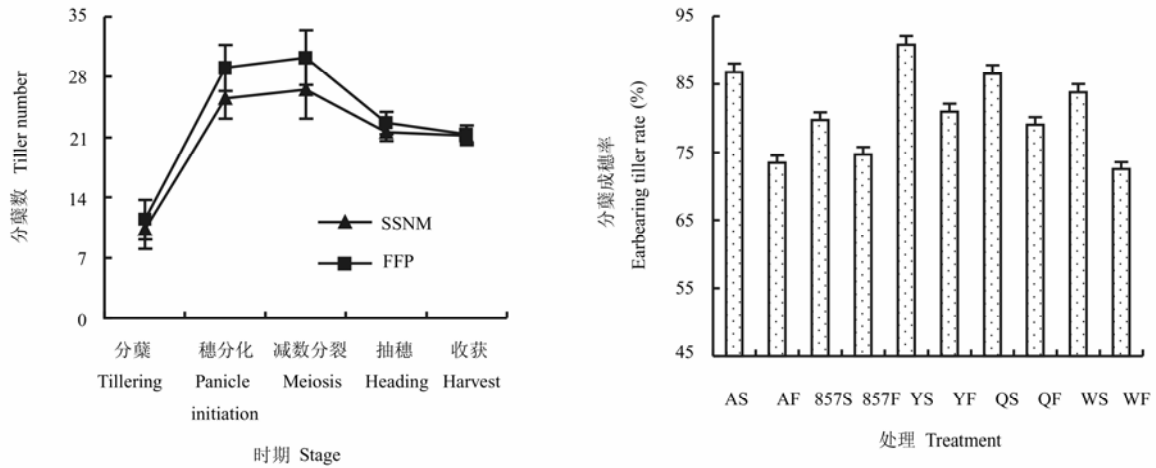 35
28
21
14
7
0
分蘖数 Tiller number
SSNM
FFP
分蘖 穗分化 减数分裂 抽穗 收获
Tillering Panicle Meiosis Heading Harvest
initiation
时期 Stage
95
85
75
65
55
45
分蘖成穗率
Earbearing tiller rate (%)
AS AF 857S 857F YS YF QS QF WS WF
处理 Treatment